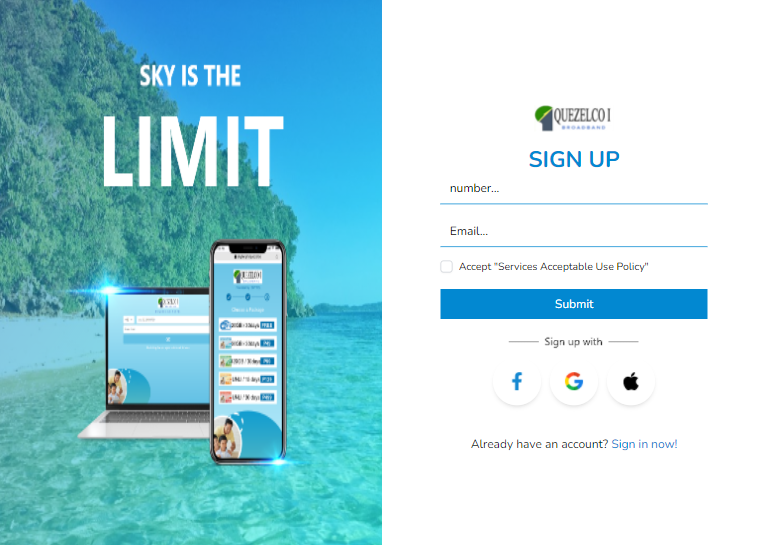 SKY IS THE
LIMIT
QUEZELCO I
BROADBAND
SIGN UP
number...
Email...
Accept "Services Acceptable Use Policy"
Submit
Sign up with
Already have an account? Sign in now!